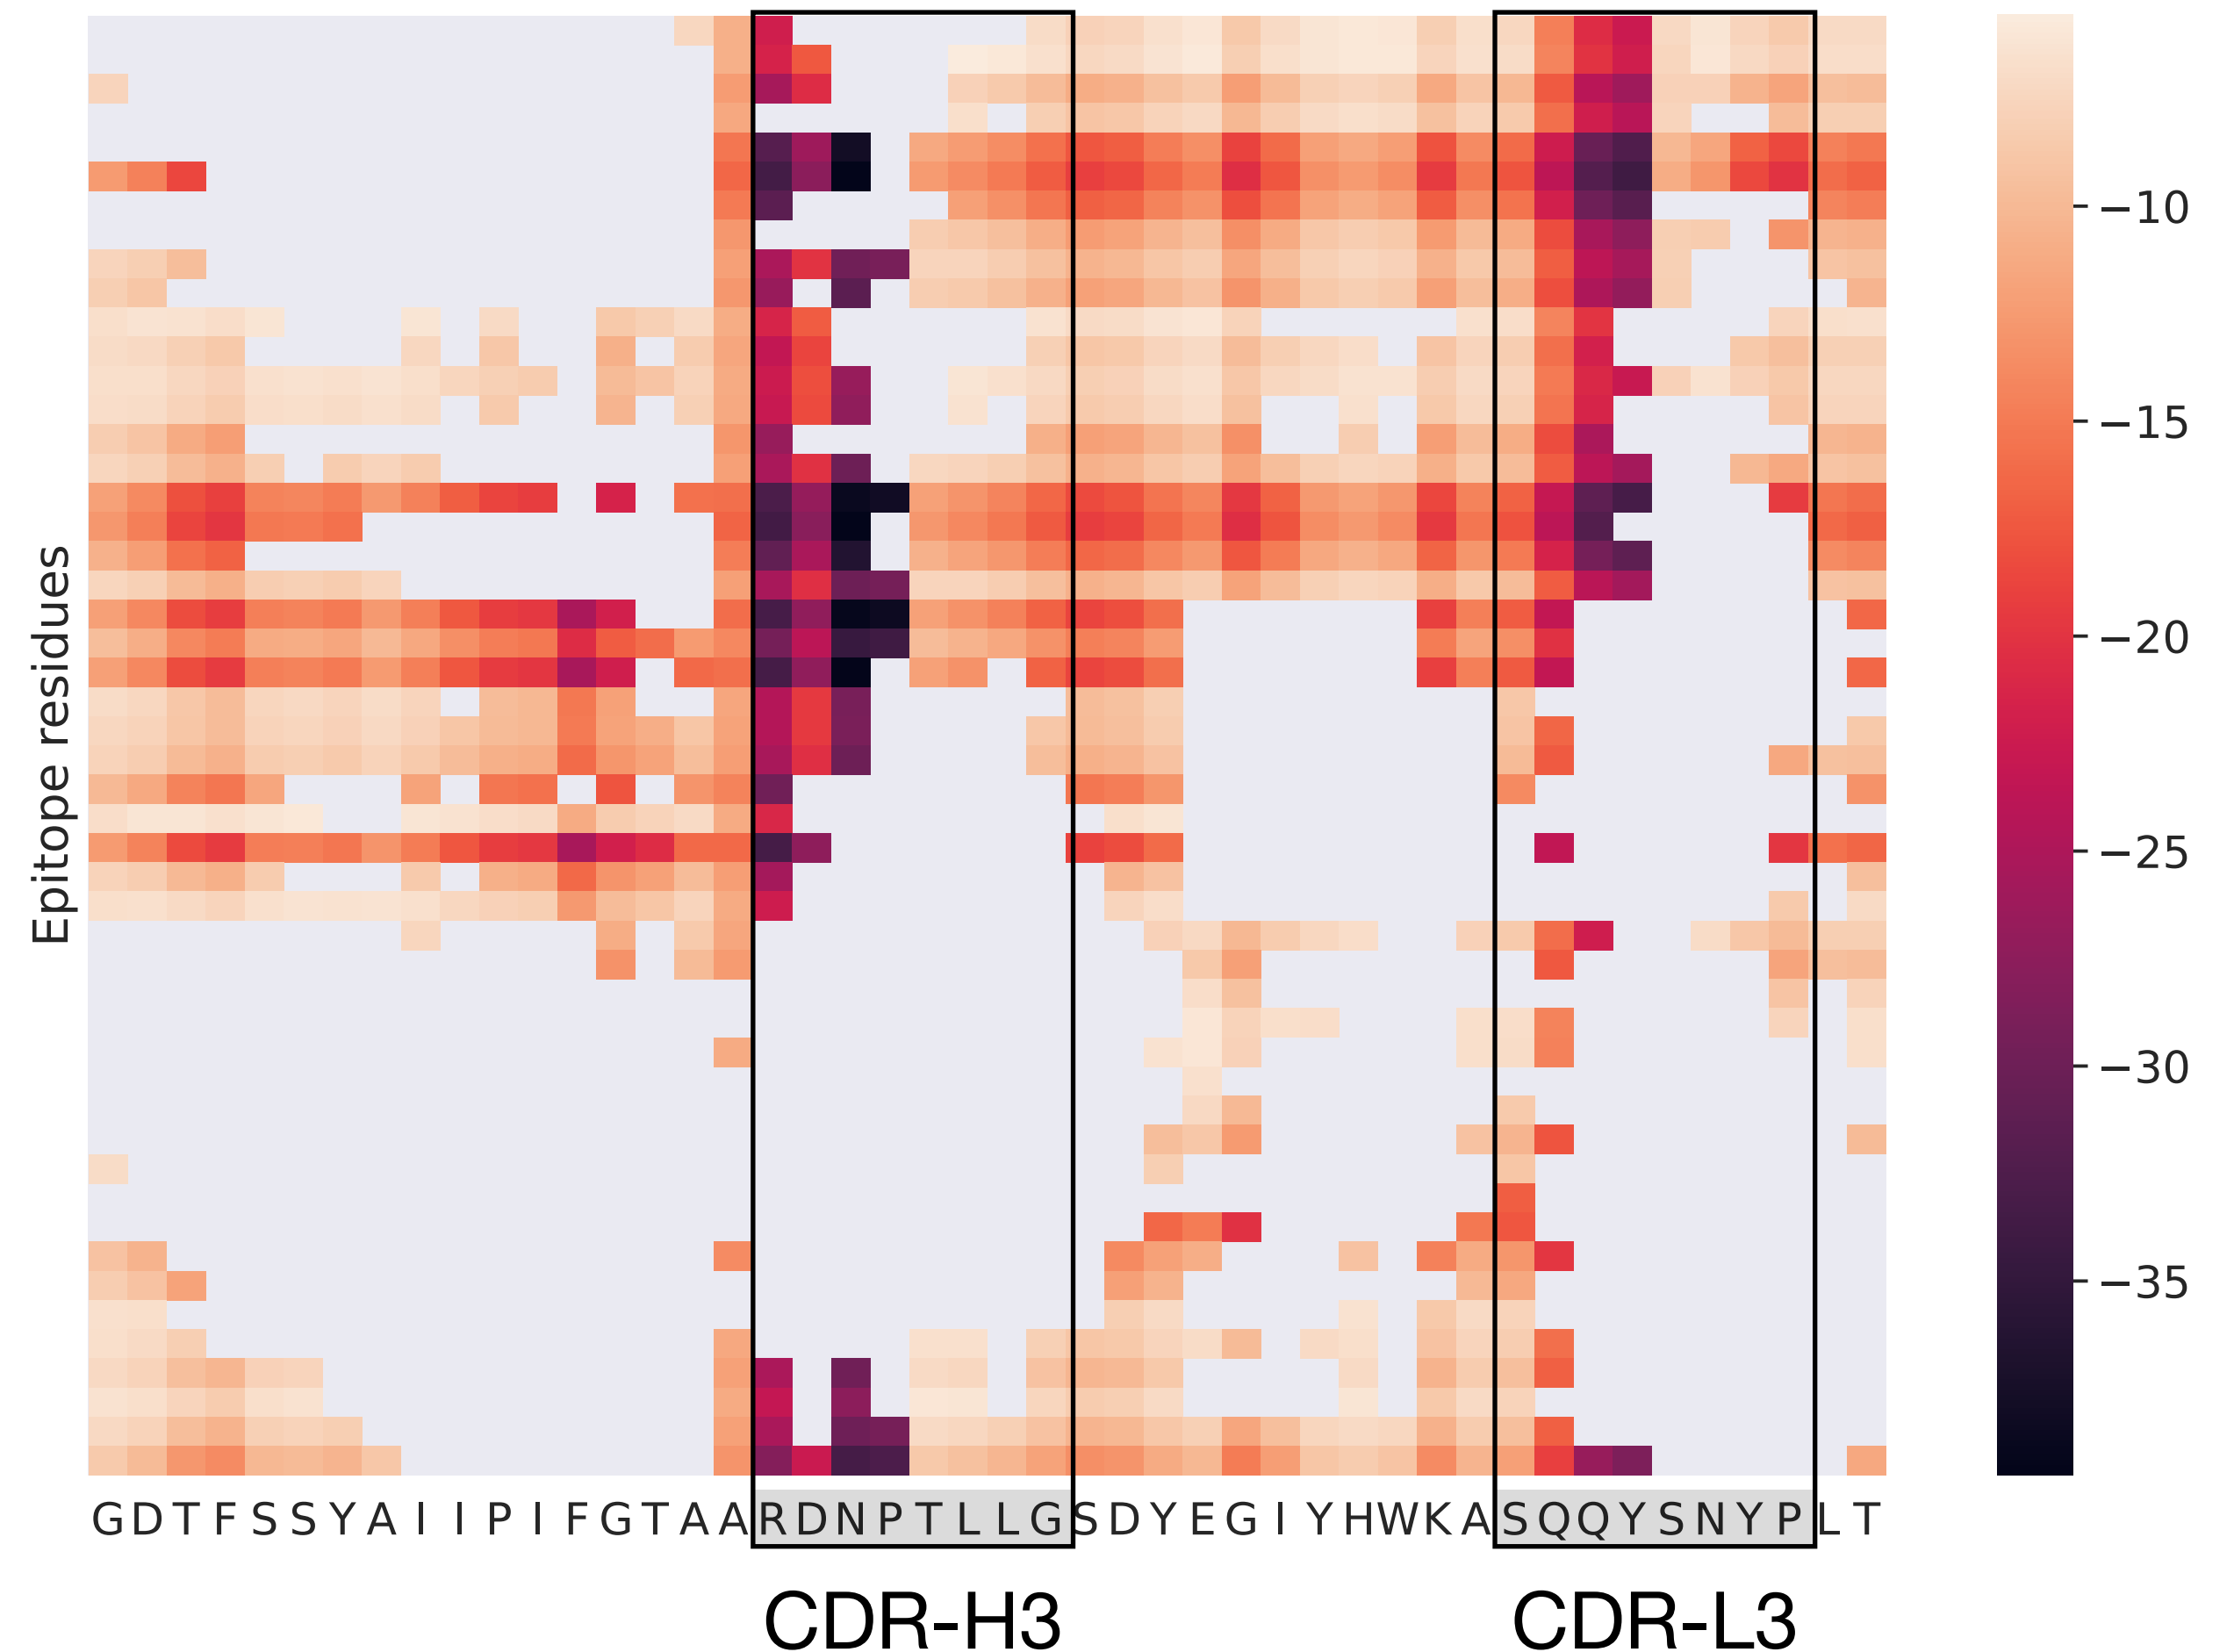 Epitope residues
−10
−15
−20
−25
−30
−35
G D T F S S Y A I I P I F G T A A R D N P T L L G S D Y E G I Y H W K A S Q Q Y S N Y P L T
CDR-H3 CDR-L3